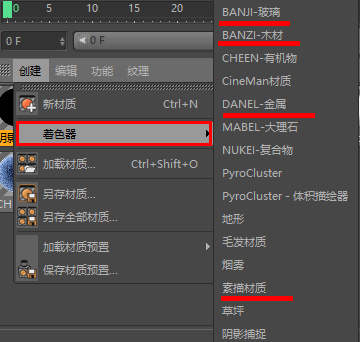 0 10 20 30 40
0 F
0 F
创建 编辑 功能 纹理
新材质 Ctrl+N
着色器
加载材质... Ctrl+Shift+O
另存材质...
另存全部材质...
加载材质预置
保存材质预置...
CH
BANJI-玻璃
BANZI-木材
CHEEN-有机物
CineMan材质
DANEL-金属
MABEL-大理石
NUKEI-复合物
PyroCluster
PyroCluster - 体积描绘器
地形
毛发材质
烟雾
素描材质
草坪
阴影捕捉